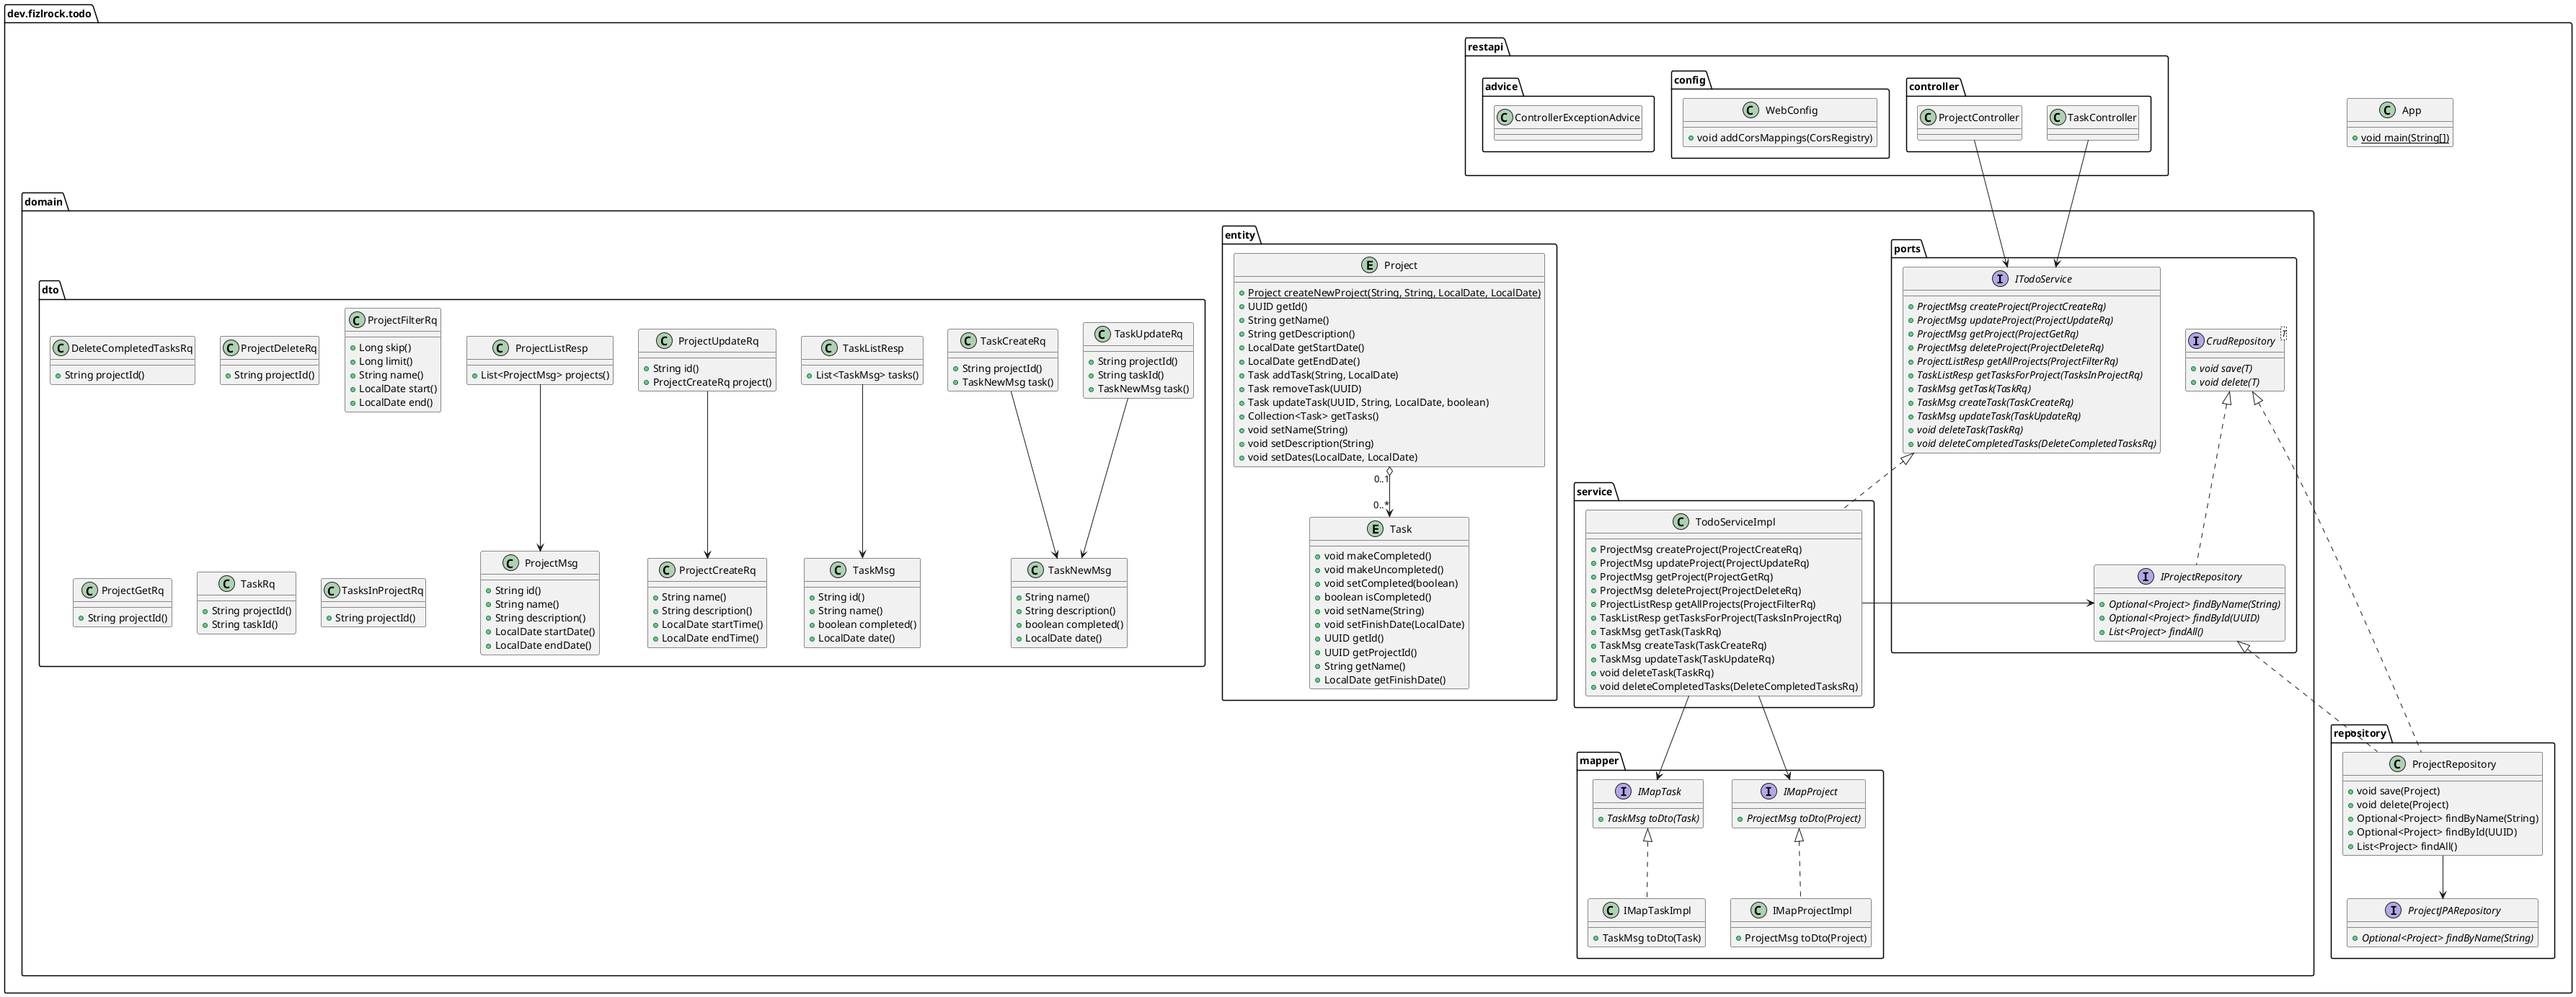 dev.fizlrock.todo
restapi
advice
C ControllerExceptionAdvice
config
C WebConfig
void addCorsMappings(CorsRegistry)
controller
C ProjectController
C TaskController
C App
void main(String[])
domain
dto
C DeleteCompletedTasksRq
String projectId()
C ProjectDeleteRq
String projectId()
C ProjectFilterRq
Long skip()
Long limit()
String name()
LocalDate start()
LocalDate end()
C ProjectListResp
List<ProjectMsg> projects()
C ProjectUpdateRq
String id()
ProjectCreateRq project()
C TaskListResp
List<TaskMsg> tasks()
C TaskCreateRq
String projectId()
TaskNewMsg task()
C TaskUpdateRq
String projectId()
String taskId()
TaskNewMsg task()
C ProjectGetRq
String projectId()
C TaskRq
String projectId()
String taskId()
C TasksInProjectRq
String projectId()
C ProjectMsg
String id()
String name()
String description()
LocalDate startDate()
LocalDate endDate()
C ProjectCreateRq
String name()
String description()
LocalDate startTime()
LocalDate endTime()
C TaskMsg
String id()
String name()
boolean completed()
LocalDate date()
C TaskNewMsg
String name()
String description()
boolean completed()
LocalDate date()
entity
E Project
Project createNewProject(String, String, LocalDate, LocalDate)
UUID getId()
String getName()
String getDescription()
LocalDate getStartDate()
LocalDate getEndDate()
Task addTask(String, LocalDate)
Task removeTask(UUID)
Task updateTask(UUID, String, LocalDate, boolean)
Collection<Task> getTasks()
void setName(String)
void setDescription(String)
void setDates(LocalDate, LocalDate)
0..1
0..*
E Task
void makeCompleted()
void makeUncompleted()
void setCompleted(boolean)
boolean isCompleted()
void setName(String)
void setFinishDate(LocalDate)
UUID getId()
UUID getProjectId()
String getName()
LocalDate getFinishDate()
ports
I ITodoService
ProjectMsg createProject(ProjectCreateRq)
ProjectMsg updateProject(ProjectUpdateRq)
ProjectMsg getProject(ProjectGetRq)
ProjectMsg deleteProject(ProjectDeleteRq)
ProjectListResp getAllProjects(ProjectFilterRq)
TaskListResp getTasksForProject(TasksInProjectRq)
TaskMsg getTask(TaskRq)
TaskMsg createTask(TaskCreateRq)
TaskMsg updateTask(TaskUpdateRq)
void deleteTask(TaskRq)
void deleteCompletedTasks(DeleteCompletedTasksRq)
I CrudRepository T
void save(T)
void delete(T)
I IProjectRepository
Optional<Project> findByName(String)
Optional<Project> findById(UUID)
List<Project> findAll()
service
C TodoServiceImpl
ProjectMsg createProject(ProjectCreateRq)
ProjectMsg updateProject(ProjectUpdateRq)
ProjectMsg getProject(ProjectGetRq)
ProjectMsg deleteProject(ProjectDeleteRq)
ProjectListResp getAllProjects(ProjectFilterRq)
TaskListResp getTasksForProject(TasksInProjectRq)
TaskMsg getTask(TaskRq)
TaskMsg createTask(TaskCreateRq)
TaskMsg updateTask(TaskUpdateRq)
void deleteTask(TaskRq)
void deleteCompletedTasks(DeleteCompletedTasksRq)
mapper
I IMapTask
TaskMsg toDto(Task)
I IMapProject
ProjectMsg toDto(Project)
C IMapTaskImpl
TaskMsg toDto(Task)
C IMapProjectImpl
ProjectMsg toDto(Project)
repository
C ProjectRepository
void save(Project)
void delete(Project)
Optional<Project> findByName(String)
Optional<Project> findById(UUID)
List<Project> findAll()
I ProjectJPARepository
Optional<Project> findByName(String)